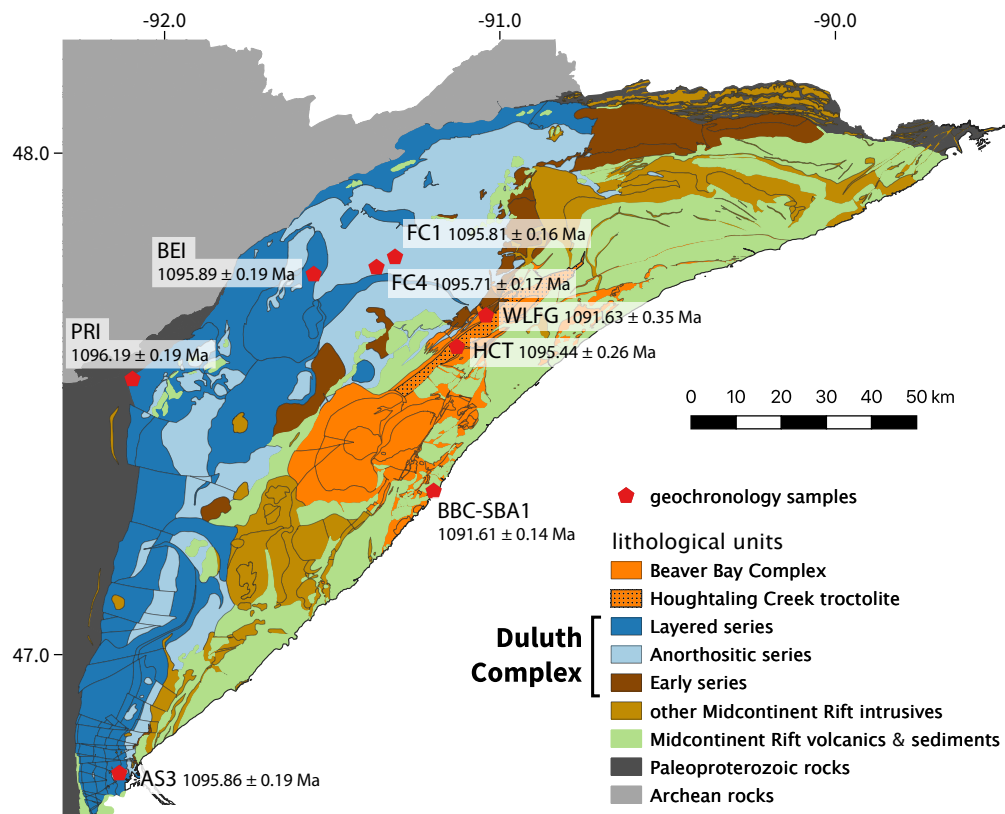 -92.0
-91.0
-90.0
48.0
47.0
FC1 1095.81 ± 0.16 Ma
BEI
1095.89 ± 0.19 Ma
FC4 1095.71 ± 0.17 Ma
WLFG 1091.63 ± 0.35 Ma
PRI
1096.19 ± 0.19 Ma
HCT 1095.44 ± 0.26 Ma
0 10 20 30 40 50 km
BBC-SBA1
1091.61 ± 0.14 Ma
AS3 1095.86 ± 0.19 Ma
geochronology samples
lithological units
Beaver Bay Complex
Houghtaling Creek troctolite
Duluth
Complex
Layered series
Anorthositic series
Early series
other Midcontinent Rift intrusives
Midcontinent Rift volcanics & sediments
Paleoproterozoic rocks
Archean rocks